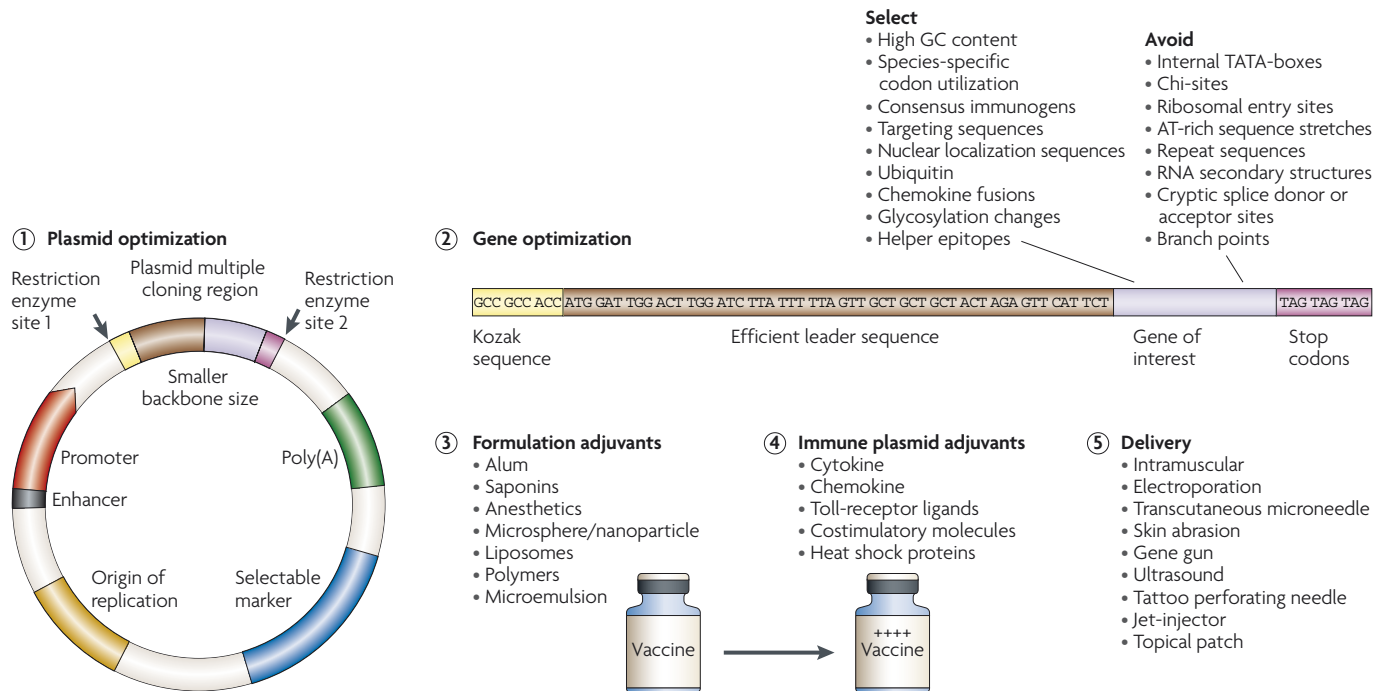 Select
• High GC content
• Species-specific
codon utilization
• Consensus immunogens
• Targeting sequences
• Nuclear localization sequences
• Ubiquitin
• Chemokine fusions
• Glycosylation changes
• Helper epitopes
Avoid
• Internal TATA-boxes
• Chi-sites
• Ribosomal entry sites
• AT-rich sequence stretches
• Repeat sequences
• RNA secondary structures
• Cryptic splice donor or
acceptor sites
• Branch points
1 Plasmid optimization
Restriction
enzyme
site 1
Plasmid multiple
cloning region
Restriction
enzyme
site 2
Smaller
backbone size
Promoter
Poly(A)
Enhancer
Origin of
replication
Selectable
marker
2 Gene optimization
GCC GCC ACC ATG GAT TGG ACT TGG ATC TTA TTT TTA GTT GCT GCT GCT ACT AGA GTT CAT TCT TAG TAG TAG
Kozak
sequence
Efficient leader sequence
Gene of
interest
Stop
codons
3 Formulation adjuvants
• Alum
• Saponins
• Anesthetics
• Microsphere/nanoparticle
• Liposomes
• Polymers
• Microemulsion
Vaccine
4 Immune plasmid adjuvants
• Cytokine
• Chemokine
• Toll-receptor ligands
• Costimulatory molecules
• Heat shock proteins
++++
Vaccine
5 Delivery
• Intramuscular
• Electroporation
• Transcutaneous microneedle
• Skin abrasion
• Gene gun
• Ultrasound
• Tattoo perforating needle
• Jet-injector
• Topical patch